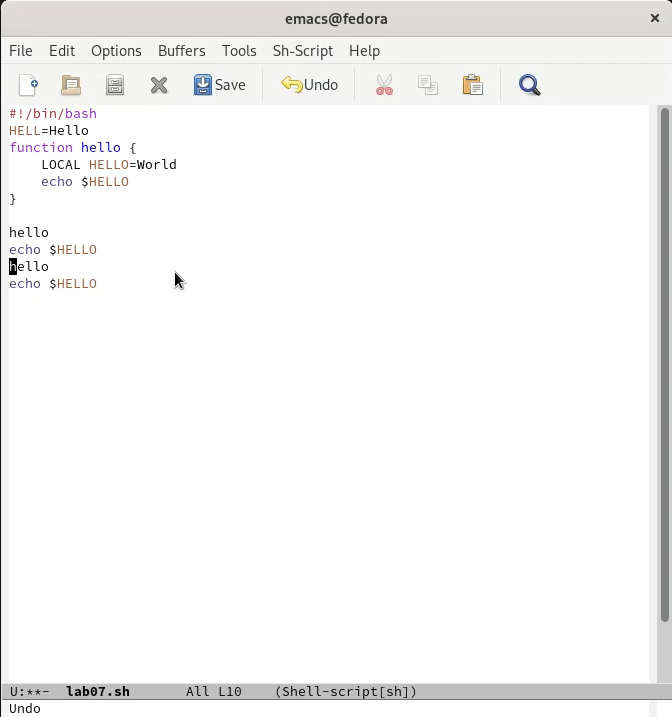 emacs@fedora
File Edit Options Buffers Tools Sh-Script Help
Save Undo
#!/bin/bash
HELL=Hello
function hello {
    LOCAL HELLO=World
    echo $HELLO
}
hello
echo $HELLO
hello
echo $HELLO
U:**- lab07.sh All L10 (Shell-script[sh])
Undo